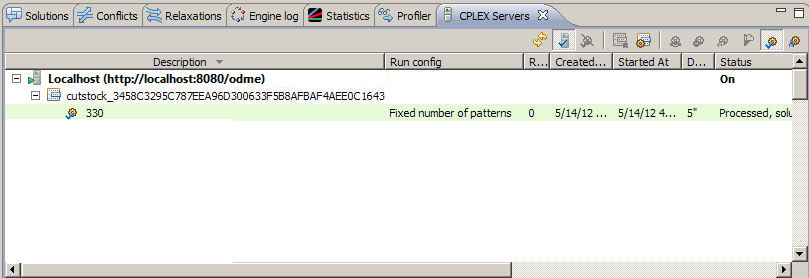 Solutions Conflicts Relaxations Engine log Statistics Profiler CPLEX Servers
Description Run config R... Created... Started At D... Status
Localhost (http://localhost:8080/odme) On
cutstock_3458C3295C787EEA96D300633F5B8AFBAF4AEE0C1643
330 Fixed number of patterns 0 5/14/12 ... 5/14/12 4... 5" Processed, solu